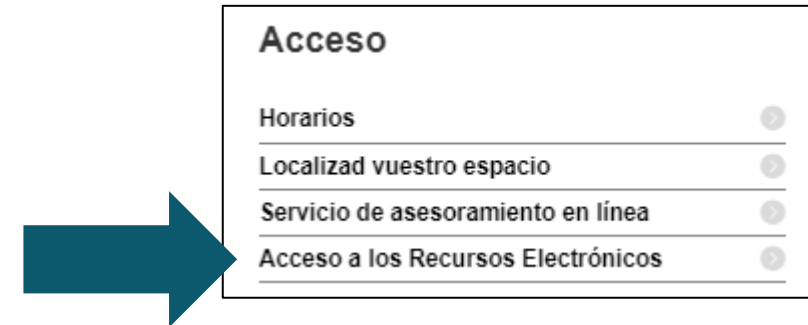 Acceso
Horarios
Localizad vuestro espacio
Servicio de asesoramiento en línea
Acceso a los Recursos Electrónicos